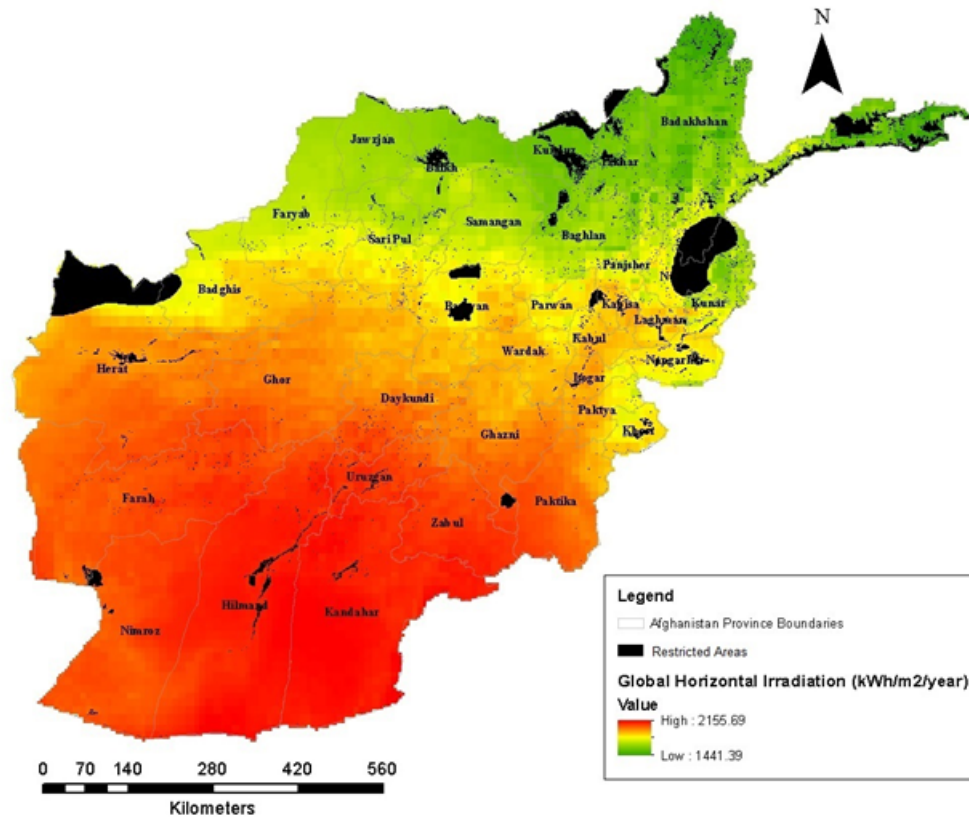 N
Badakhshan
Jawzjan
Balkh
Kunduz
Takhar
Faryab
Samangan
Sari Pul
Baghlan
Panjsher
Badghis
Bamyan
Parwan
Kapisa
Kunar
Laghman
Kabul
Wardak
Herat
Nangarhar
Ghor
Logar
Daykundi
Paktya
Ghazni
Khost
Uruzgan
Farah
Paktika
Zabul
Hilmand
Kandahar
Nimroz
Legend
Afghanistan Province Boundaries
Restricted Areas
Global Horizontal Irradiation (kWh/m2/year)
Value
High : 2155.69
Low : 1441.39
0 70 140 280 420 560
Kilometers